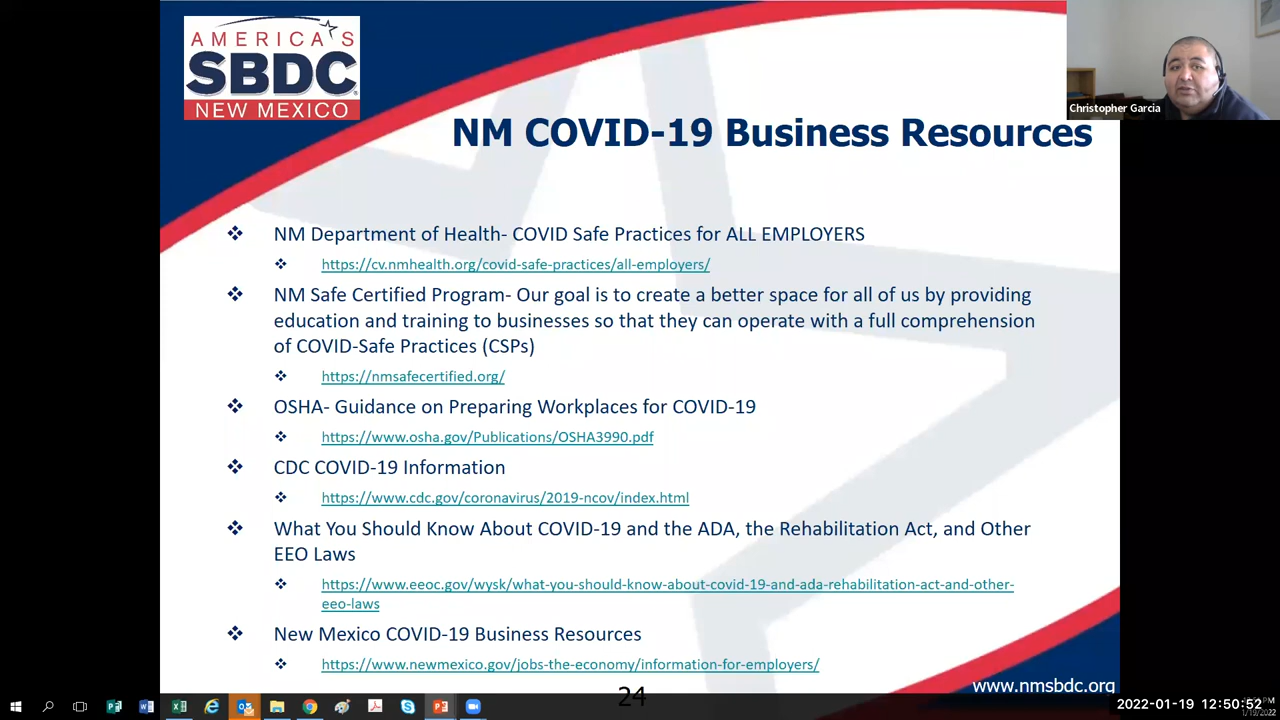 AMERICA'S
SBDC
NEW MEXICO
Christopher Garcia
NM COVID-19 Business Resources
NM Department of Health- COVID Safe Practices for ALL EMPLOYERS
https://cv.nmhealth.org/covid-safe-practices/all-employers/
NM Safe Certified Program- Our goal is to create a better space for all of us by providing
education and training to businesses so that they can operate with a full comprehension
of COVID-Safe Practices (CSPs)
https://nmsafecertified.org/
OSHA- Guidance on Preparing Workplaces for COVID-19
https://www.osha.gov/Publications/OSHA3990.pdf
CDC COVID-19 Information
https://www.cdc.gov/coronavirus/2019-ncov/index.html
What You Should Know About COVID-19 and the ADA, the Rehabilitation Act, and Other
EEO Laws
https://www.eeoc.gov/wysk/what-you-should-know-about-covid-19-and-ada-rehabilitation-act-and-other-
eeo-laws
New Mexico COVID-19 Business Resources
https://www.newmexico.gov/jobs-the-economy/information-for-employers/
www.nmsbdc.org
24
2022-01-19 12:50:52
1/19/2022